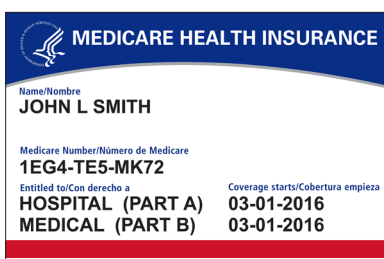 MEDICARE HEALTH INSURANCE
Name/Nombre
JOHN L SMITH
Medicare Number/Número de Medicare
1EG4-TE5-MK72
Entitled to/Con derecho a
Coverage starts/Cobertura empieza
HOSPITAL (PART A)
03-01-2016
MEDICAL (PART B)
03-01-2016